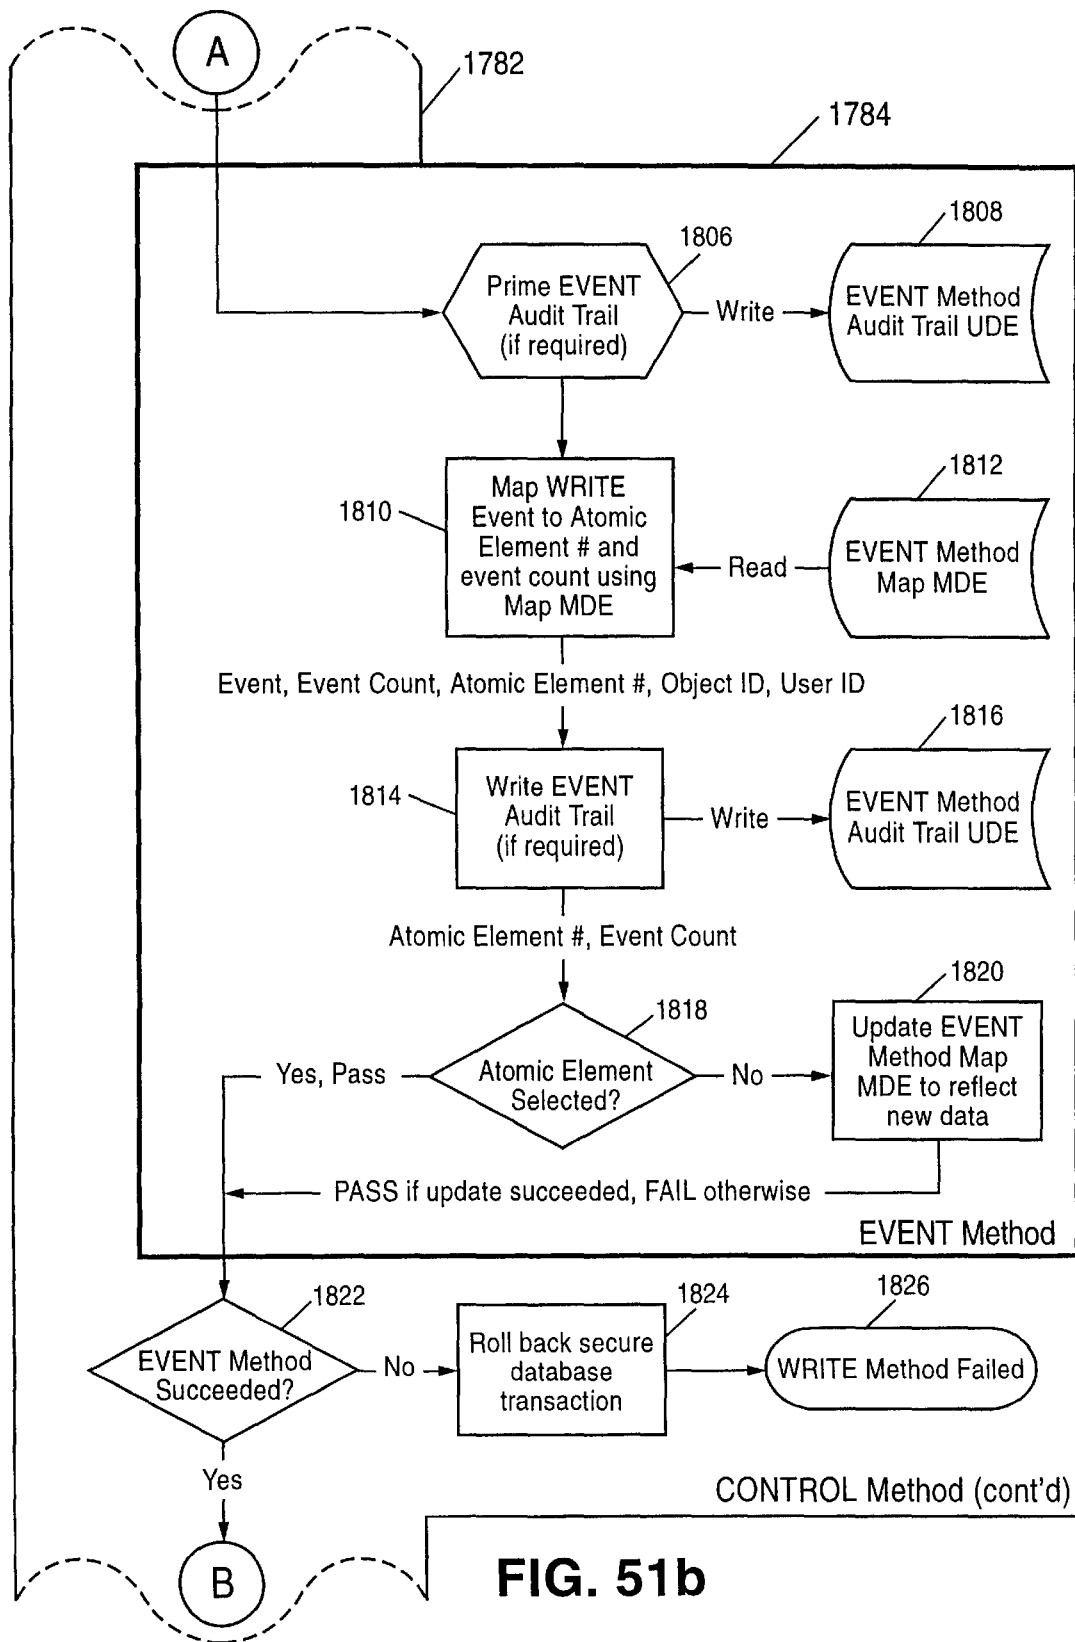 A
1782
1784
1806
1808
Prime EVENT
Audit Trail
(if required)
Write
EVENT Method
Audit Trail UDE
1810
Map WRITE
Event to Atomic
Element # and
event count using
Map MDE
Read
1812
EVENT Method
Map MDE
Event, Event Count, Atomic Element #, Object ID, User ID
1814
Write EVENT
Audit Trail
(if required)
Write
1816
EVENT Method
Audit Trail UDE
Atomic Element #, Event Count
1818
Yes, Pass
Atomic Element
Selected?
No
1820
Update EVENT
Method Map
MDE to reflect
new data
PASS if update succeeded, FAIL otherwise
EVENT Method
1822
EVENT Method
Succeeded?
No
1824
Roll back secure
database
transaction
1826
WRITE Method Failed
Yes
CONTROL Method (cont'd)
B
FIG. 51b